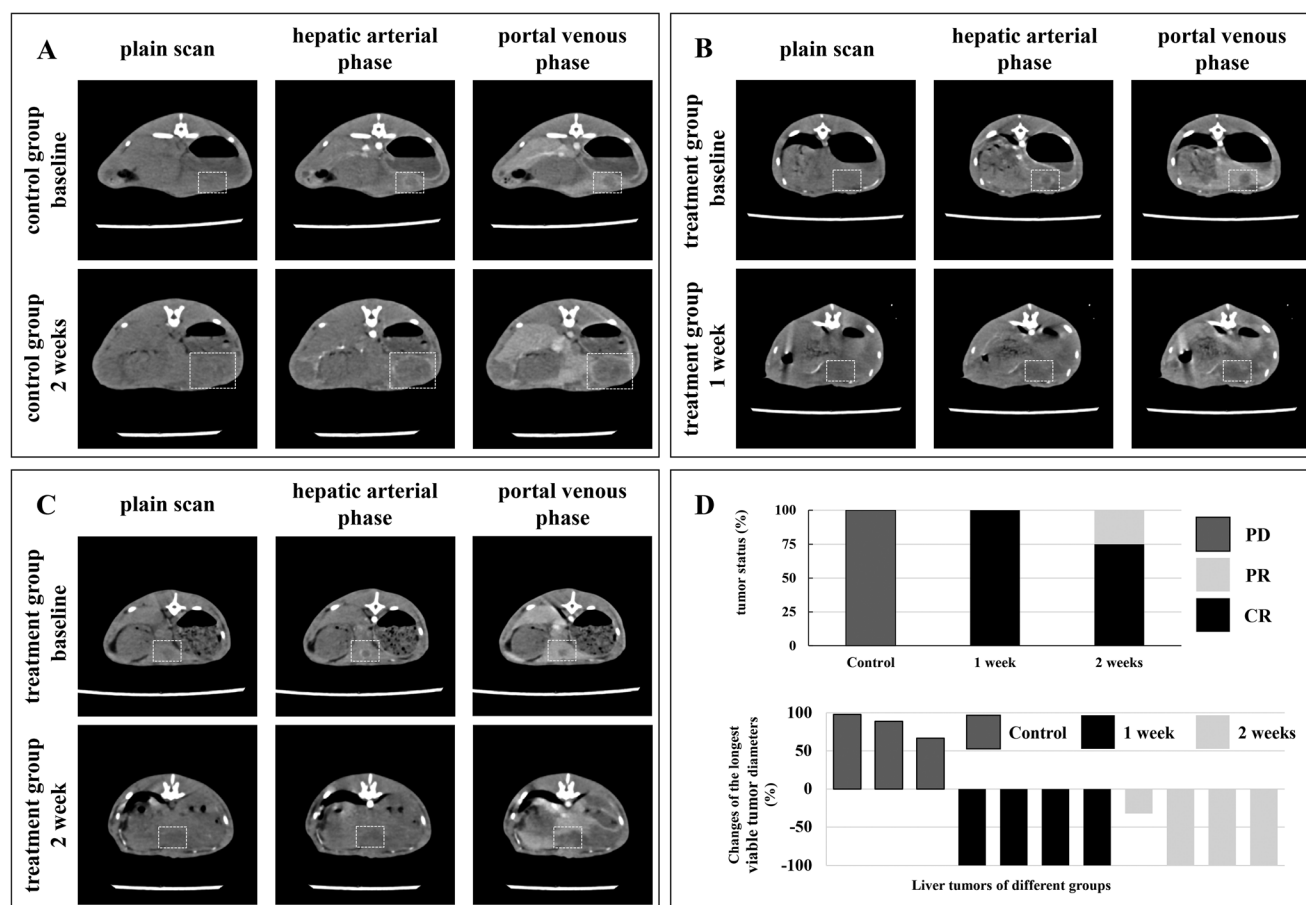 A
plain scan
hepatic arterial
phase
portal venous
phase
control group
baseline
control group
2 weeks
B
plain scan
hepatic arterial
phase
portal venous
phase
treatment group
baseline
treatment group
1 week
C
plain scan
hepatic arterial
phase
portal venous
phase
treatment group
baseline
treatment group
2 week
D
tumor status (%)
100
75
50
25
0
Control
1 week
2 weeks
PD
PR
CR
Changes of the longest
viable tumor diameters
(%)
100
50
0
-50
-100
Control
1 week
2 weeks
Liver tumors of different groups